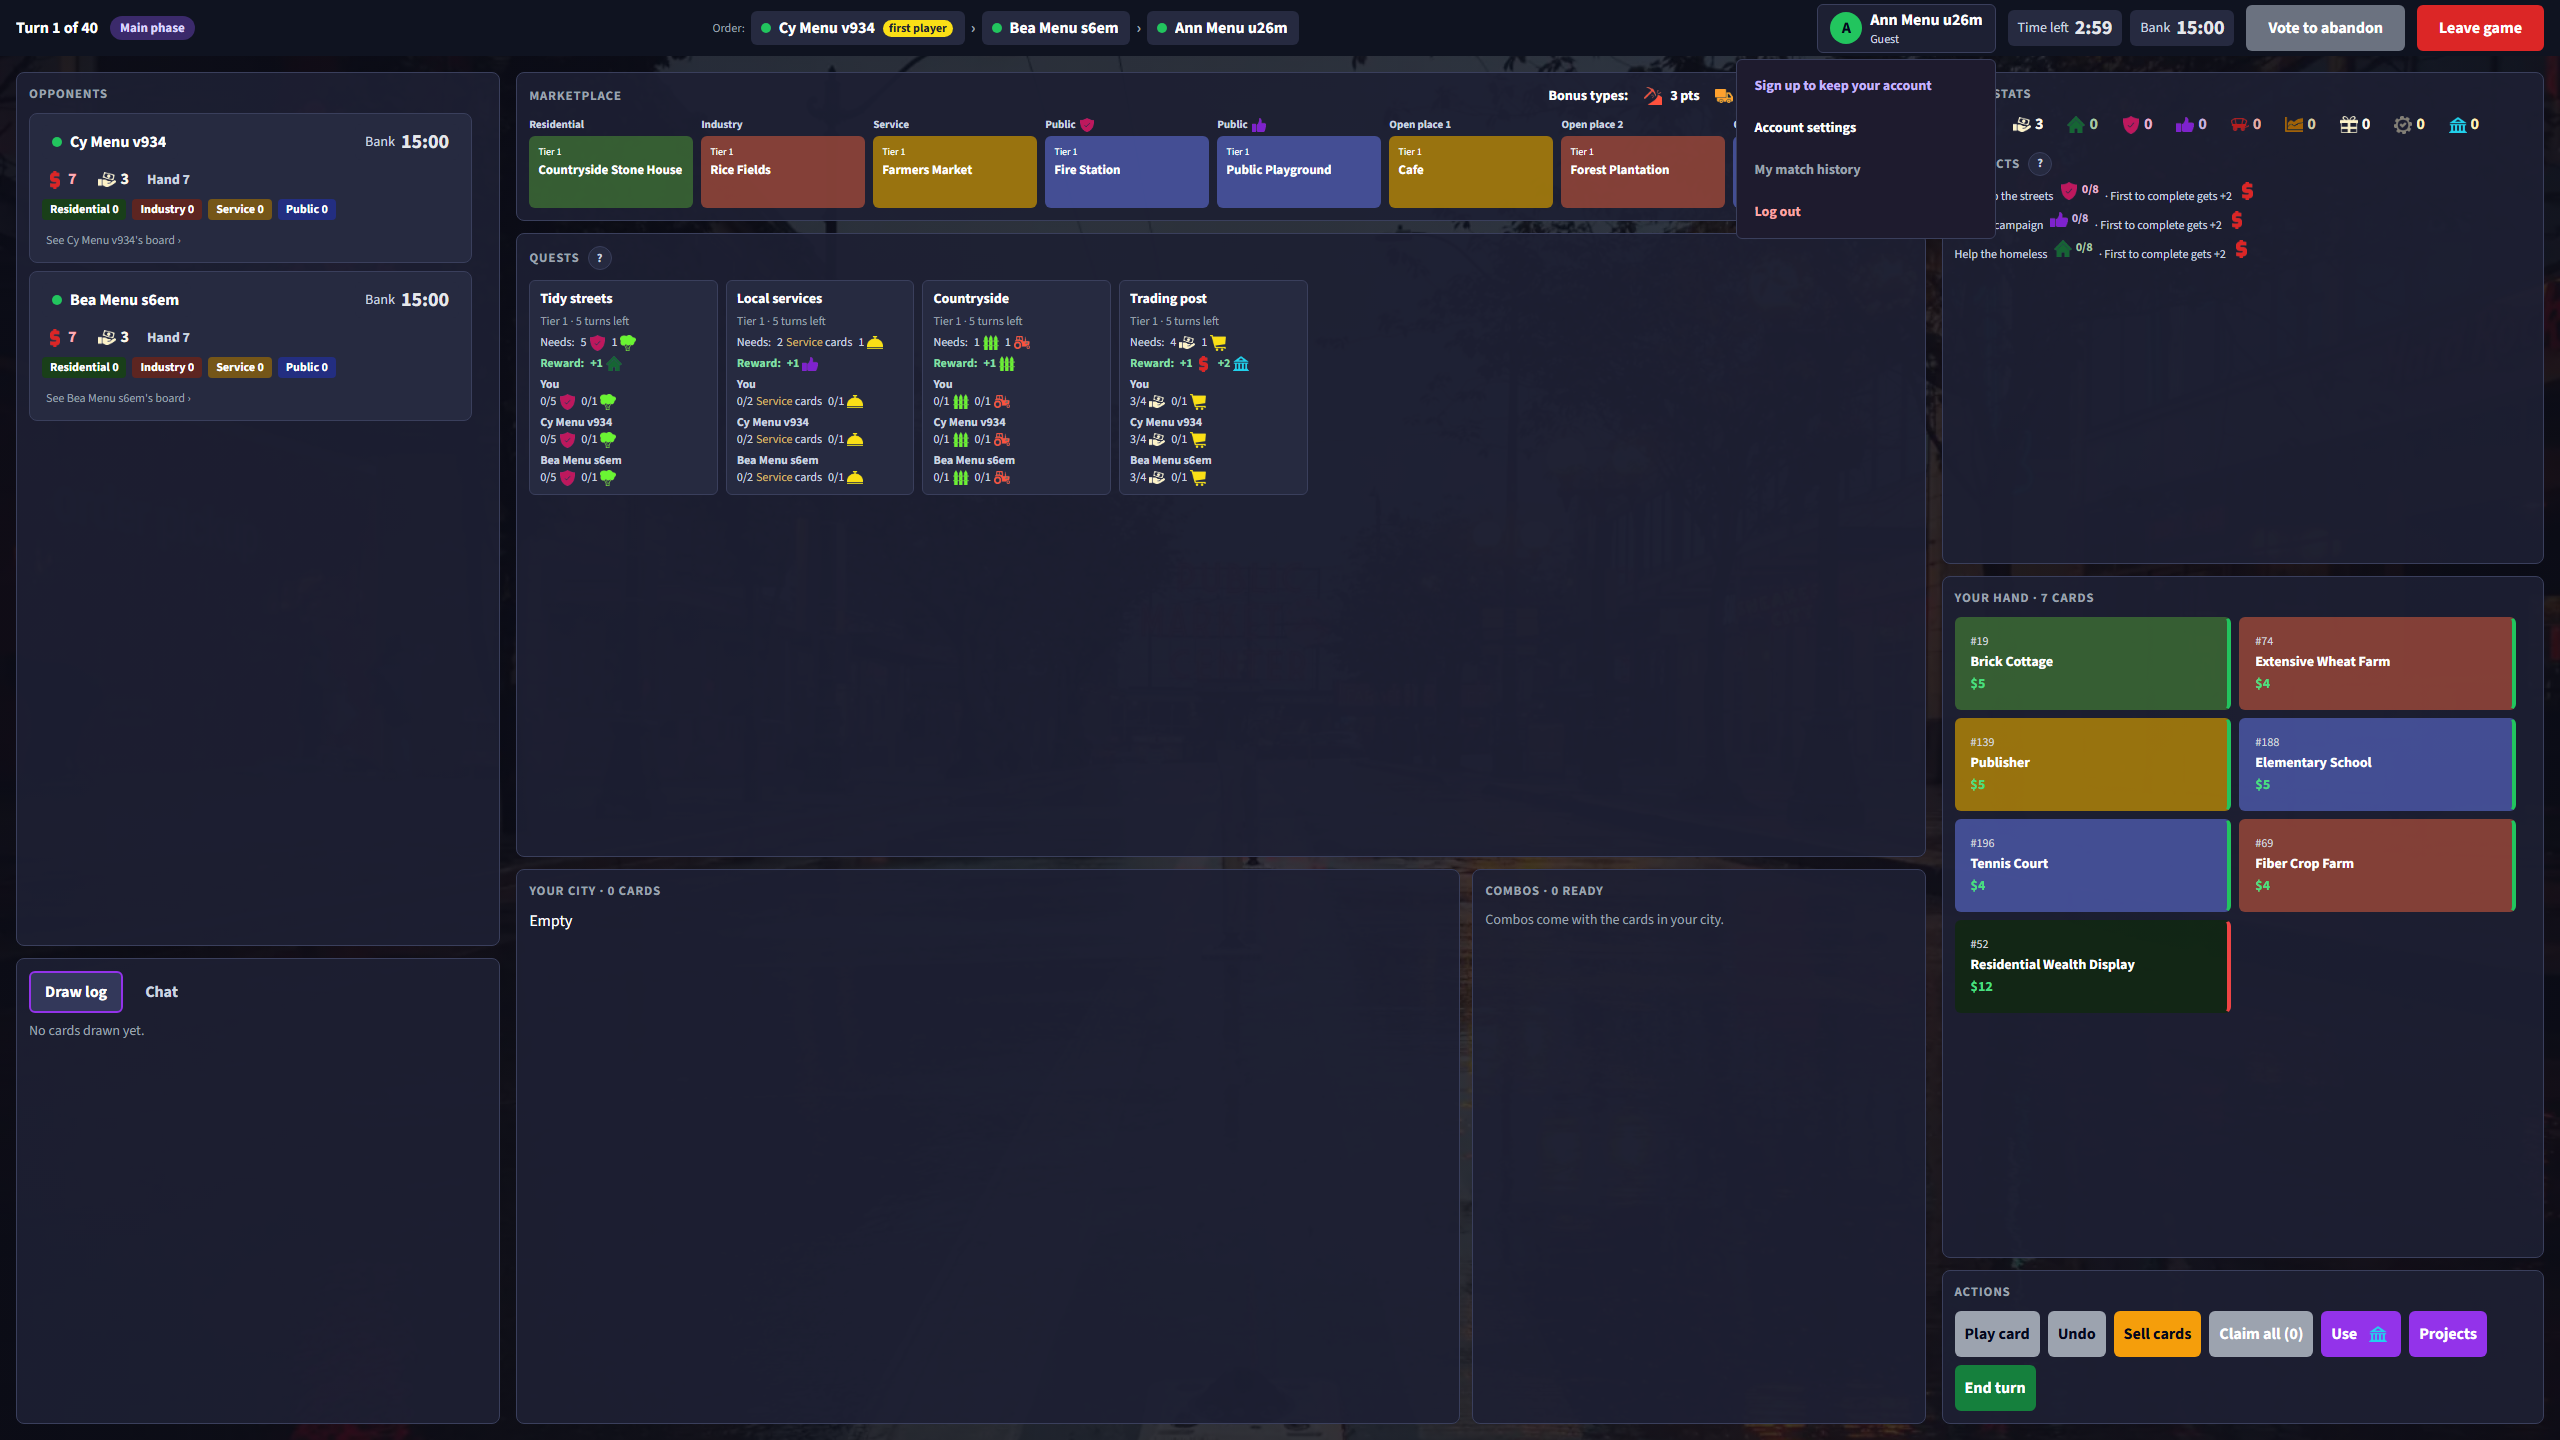 Turn 1 of 40 Main phase
Order: Cy Menu v934 first player › Bea Menu s6em › Ann Menu u26m
A Ann Menu u26m
Guest
Time left 2:59 Bank 15:00 Vote to abandon Leave game
Sign up to keep your account
Account settings
My match history
Log out
OPPONENTS
Cy Menu v934 Bank 15:00
7 3 Hand 7
Residential 0 Industry 0 Service 0 Public 0
See Cy Menu v934's board ›
Bea Menu s6em Bank 15:00
7 3 Hand 7
Residential 0 Industry 0 Service 0 Public 0
See Bea Menu s6em's board ›
Draw log Chat
No cards drawn yet.
MARKETPLACE Bonus types: 3 pts
Residential
Tier 1
Countryside Stone House
Industry
Tier 1
Rice Fields
Service
Tier 1
Farmers Market
Public
Tier 1
Fire Station
Public
Tier 1
Public Playground
Open place 1
Tier 1
Cafe
Open place 2
Tier 1
Forest Plantation
QUESTS ?
Tidy streets
Tier 1 · 5 turns left
Needs: 5 1
Reward: +1
You
0/5 0/1
Cy Menu v934
0/5 0/1
Bea Menu s6em
0/5 0/1
Local services
Tier 1 · 5 turns left
Needs: 2 Service cards 1
Reward: +1
You
0/2 Service cards 0/1
Cy Menu v934
0/2 Service cards 0/1
Bea Menu s6em
0/2 Service cards 0/1
Countryside
Tier 1 · 5 turns left
Needs: 1 1
Reward: +1
You
0/1 0/1
Cy Menu v934
0/1 0/1
Bea Menu s6em
0/1 0/1
Trading post
Tier 1 · 5 turns left
Needs: 4 1
Reward: +1 +2
You
3/4 0/1
Cy Menu v934
3/4 0/1
Bea Menu s6em
3/4 0/1
YOUR CITY · 0 CARDS
Empty
COMBOS · 0 READY
Combos come with the cards in your city.
STATS
3 0 0 0 0 0 0 0 0
CTS ?
the streets 0/8 · First to complete gets +2
campaign 0/8 · First to complete gets +2
Help the homeless 0/8 · First to complete gets +2
YOUR HAND · 7 CARDS
#19
Brick Cottage
$5
#74
Extensive Wheat Farm
$4
#139
Publisher
$5
#188
Elementary School
$5
#196
Tennis Court
$4
#69
Fiber Crop Farm
$4
#52
Residential Wealth Display
$12
ACTIONS
Play card Undo Sell cards Claim all (0) Use Projects
End turn